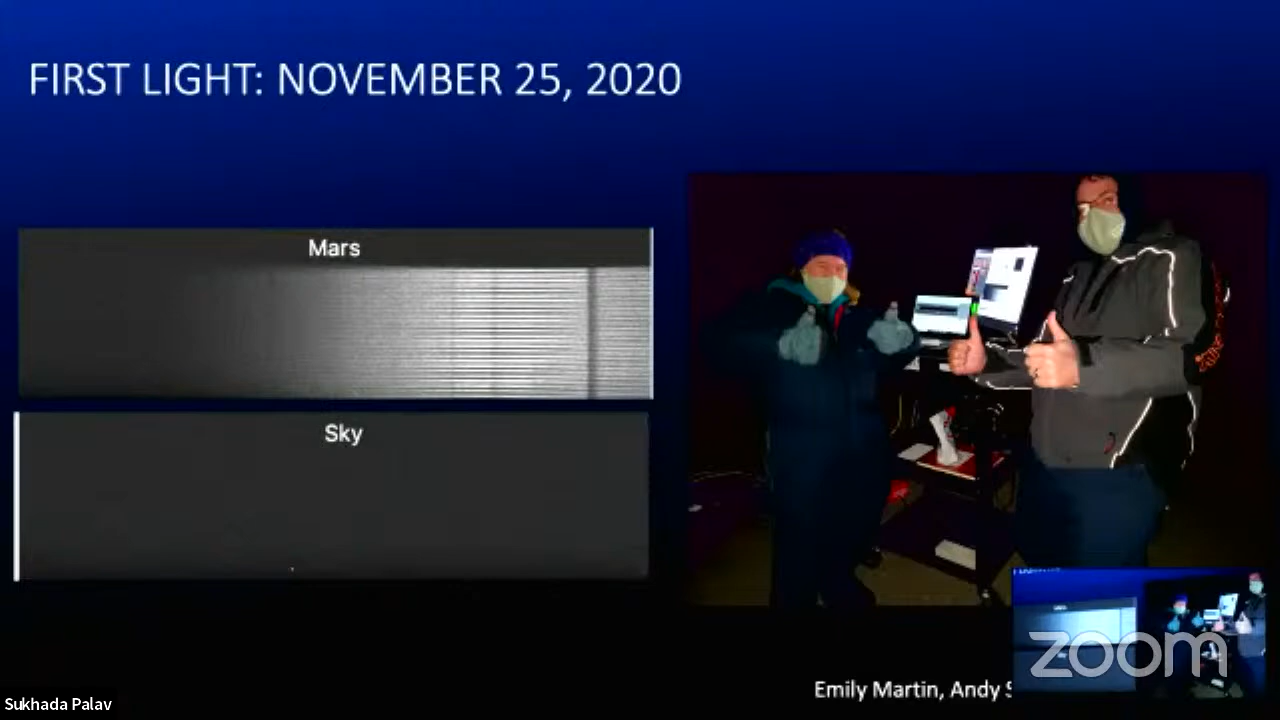 FIRST LIGHT: NOVEMBER 25, 2020
Mars
Sky
Emily Martin, Andy S
zoom
Sukhada Palav